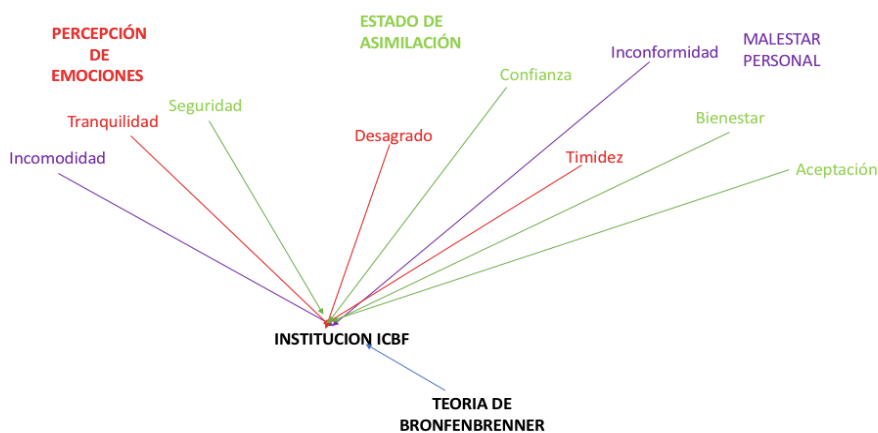 PERCEPCIÓN
DE
EMOCIONES
ESTADO DE
ASIMILACIÓN
MALESTAR
PERSONAL
Inconformidad
Confianza
Seguridad
Tranquilidad
Bienestar
Desagrado
Incomodidad
Timidez
Aceptación
INSTITUCION ICBF
TEORIA DE
BRONFENBRENNER